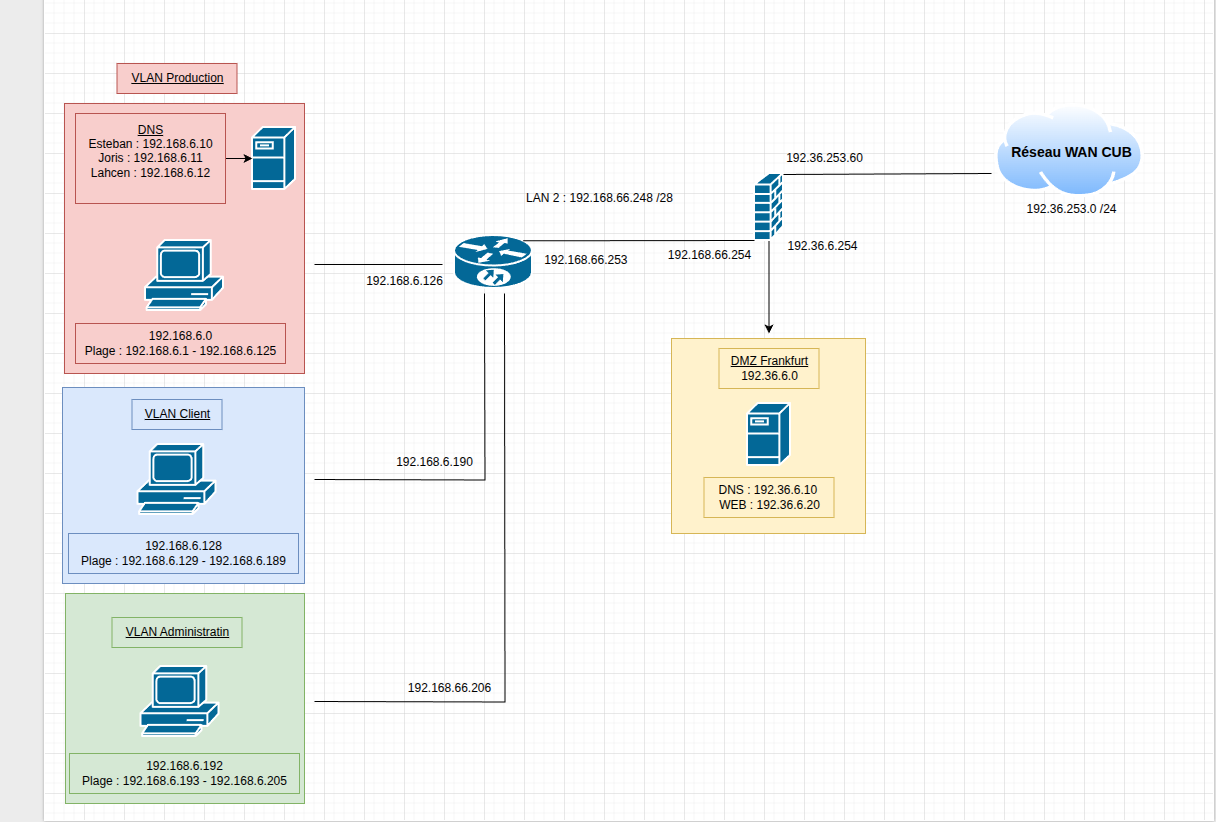 VLAN Production
DNS
Esteban : 192.168.6.10
Joris : 192.168.6.11
Lahcen : 192.168.6.12
192.168.6.0
Plage : 192.168.6.1 - 192.168.6.125
192.168.6.126
LAN 2 : 192.168.66.248 /28
192.168.66.253
192.168.66.254
192.36.253.60
192.36.6.254
Réseau WAN CUB
192.36.253.0 /24
DMZ Frankfurt
192.36.6.0
DNS : 192.36.6.10
WEB : 192.36.6.20
VLAN Client
192.168.6.128
Plage : 192.168.6.129 - 192.168.6.189
192.168.6.190
VLAN Administratin
192.168.6.192
Plage : 192.168.6.193 - 192.168.6.205
192.168.66.206